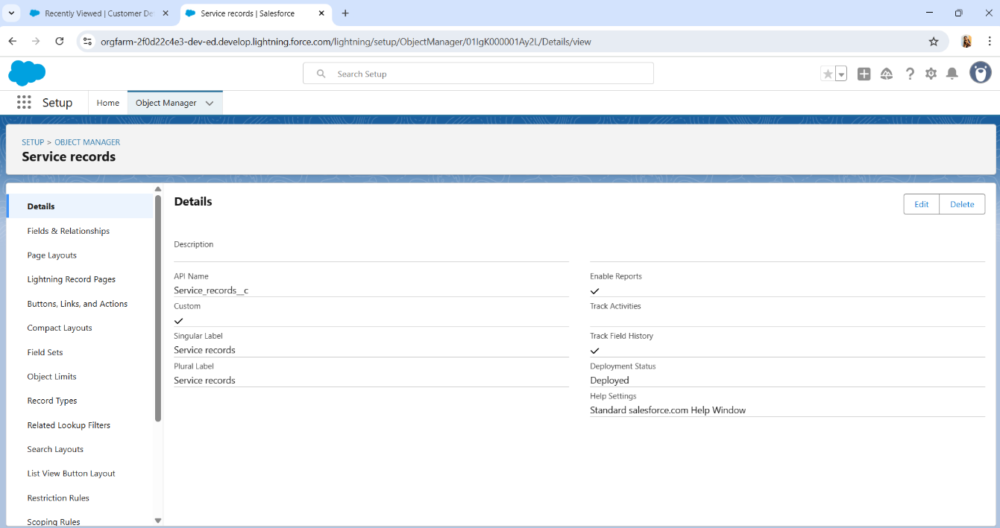 Recently Viewed | Customer De
Service records | Salesforce
orgfarm-2f0d22c4e3-dev-ed.develop.lightning.force.com/lightning/setup/ObjectManager/01IgK000001Ay2L/Details/view
Search Setup
Setup
Home
Object Manager
SETUP > OBJECT MANAGER
Service records
Details
Fields & Relationships
Page Layouts
Lightning Record Pages
Buttons, Links, and Actions
Compact Layouts
Field Sets
Object Limits
Record Types
Related Lookup Filters
Search Layouts
List View Button Layout
Restriction Rules
Scoping Rules
Details
Edit
Delete
Description
API Name
Service_records__c
Custom
Singular Label
Service records
Plural Label
Service records
Enable Reports
Track Activities
Track Field History
Deployment Status
Deployed
Help Settings
Standard salesforce.com Help Window